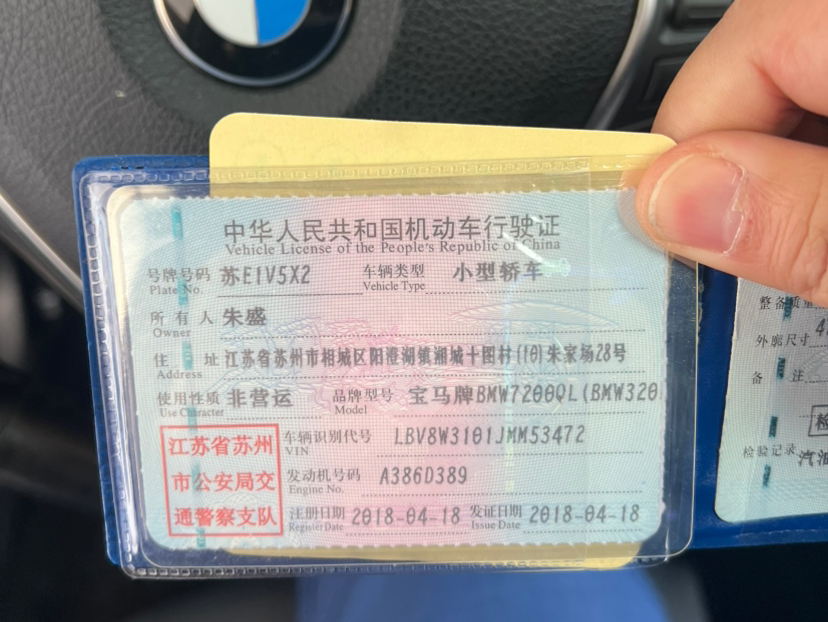 中华人民共和国机动车行驶证
Vehicle License of the People's Republic of China
号牌号码 苏E1V5X2 车辆类型 小型轿车
Plate No. Vehicle Type
所有人 朱盛
Owner
住址 江苏省苏州市相城区阳澄湖镇湘城十图村(10)朱家场28号
Address
使用性质 非营运 品牌型号 宝马牌BMW7200QL(BMW320
Use Character Model
江苏省苏州
市公安局交
通警察支队
车辆识别代号 LBV8W3101JMM53472
VIN
发动机号码 A386D389
Engine No.
注册日期 2018-04-18 发证日期 2018-04-18
Register Date Issue Date
整备质量
外廓尺寸 4
备注
检
检验记录 汽油